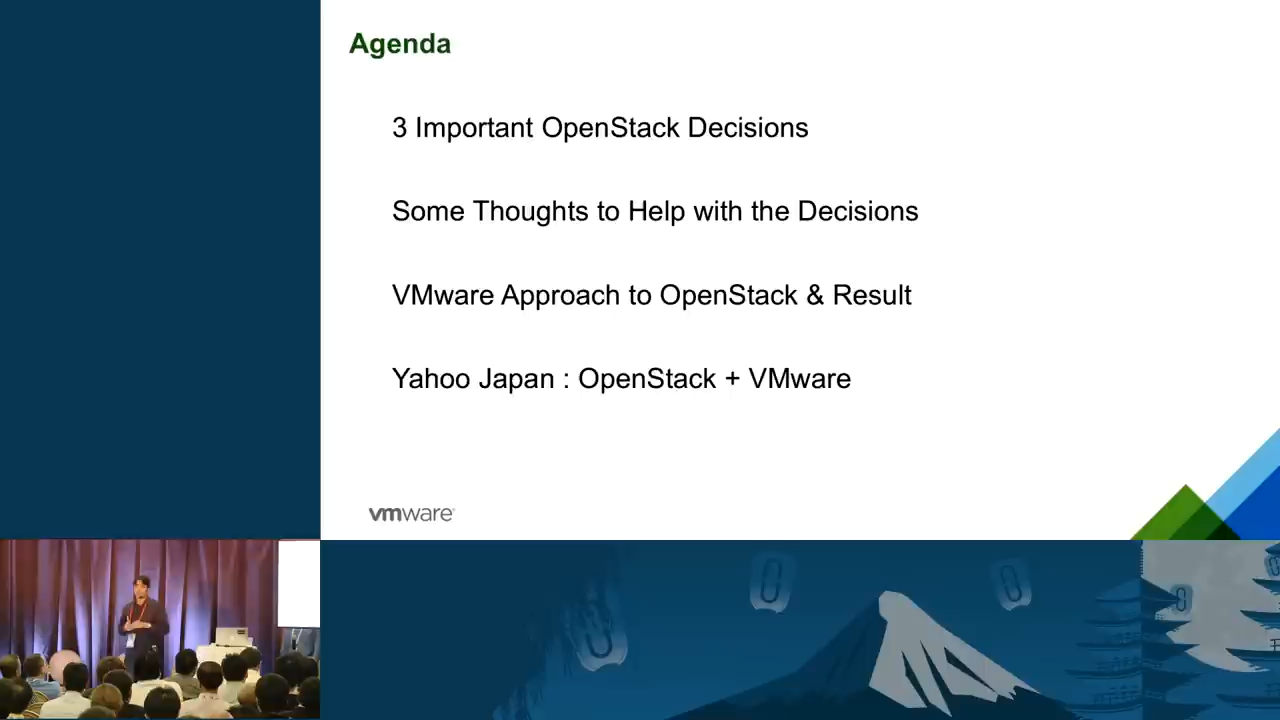 Agenda
3 Important OpenStack Decisions
Some Thoughts to Help with the Decisions
VMware Approach to OpenStack & Result
Yahoo Japan : OpenStack + VMware
vmware